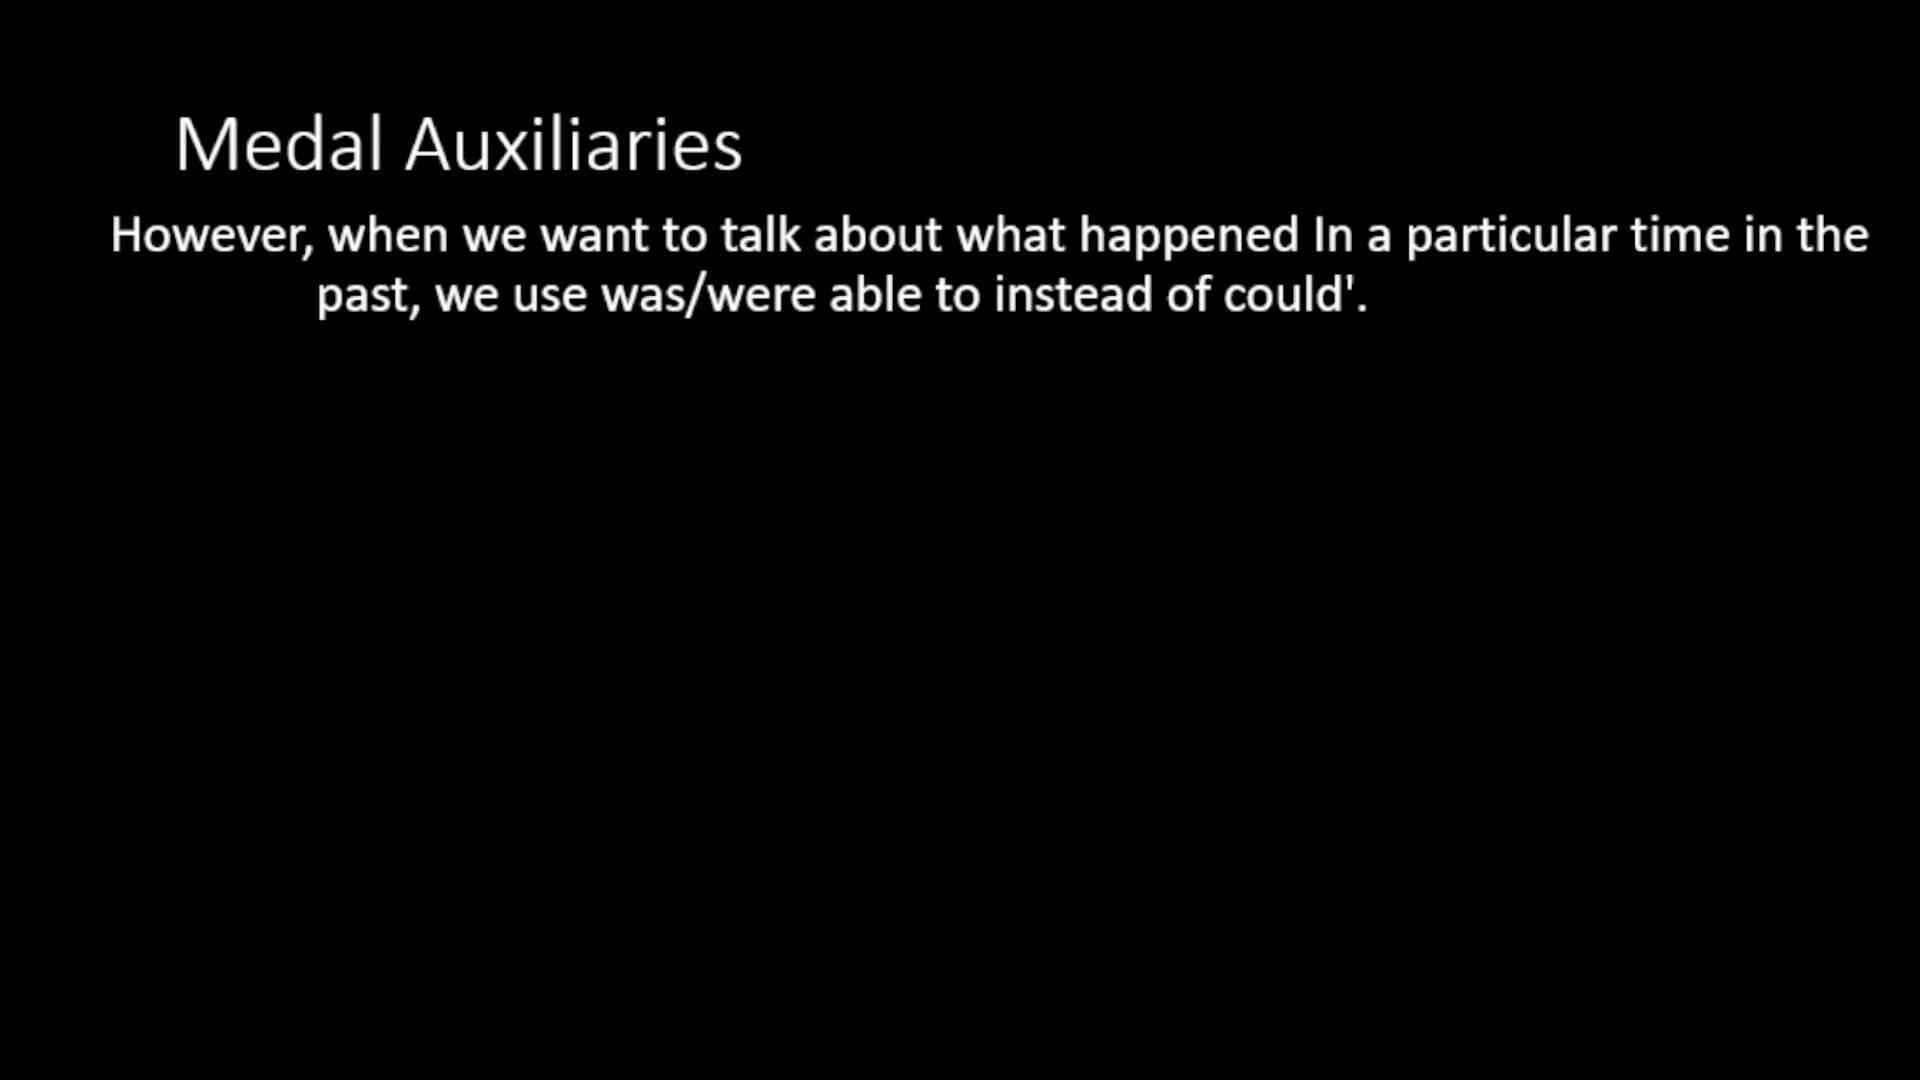 Medal Auxiliaries
However, when we want to talk about what happened In a particular time in the
past, we use was/were able to instead of could'.